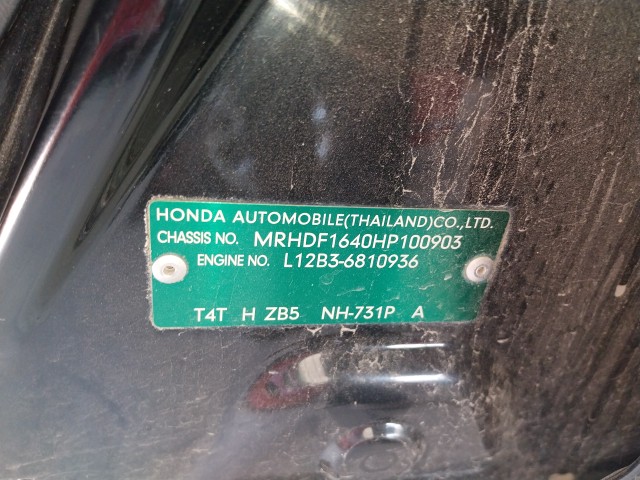 HONDA AUTOMOBILE(THAILAND)CO.,LTD.
CHASSIS NO. MRHDF1640HP100903
ENGINE NO. L12B3-6810936
T4T H ZB5 NH-731P A